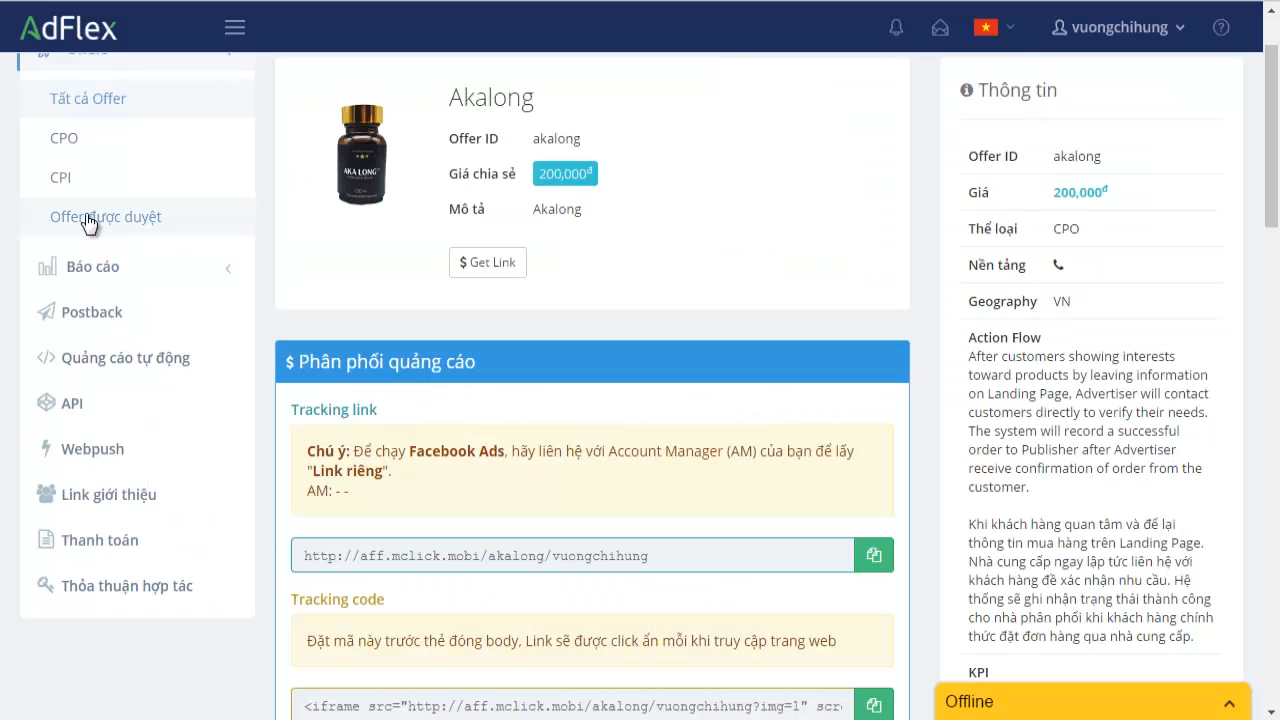 AdFlex
vuongchihung
Tất cả Offer
CPO
CPI
Offer được duyệt
Báo cáo
Postback
Quảng cáo tự động
API
Webpush
Link giới thiệu
Thanh toán
Thỏa thuận hợp tác
AKA LONG
Akalong
Offer ID akalong
Giá chia sẻ 200,000đ
Mô tả Akalong
$ Get Link
$ Phân phối quảng cáo
Tracking link
Chú ý: Để chạy Facebook Ads, hãy liên hệ với Account Manager (AM) của bạn để lấy
"Link riêng".
AM: - -
http://aff.mclick.mobi/akalong/vuongchihung
Tracking code
Đặt mã này trước thẻ đóng body, Link sẽ được click ẩn mỗi khi truy cập trang web
<iframe src="http://aff.mclick.mobi/akalong/vuongchihung?img=1" scr
Thông tin
Offer ID akalong
Giá 200,000đ
Thể loại CPO
Nền tảng
Geography VN
Action Flow
After customers showing interests
toward products by leaving information
on Landing Page, Advertiser will contact
customers directly to verify their needs.
The system will record a successful
order to Publisher after Advertiser
receive confirmation of order from the
customer.
Khi khách hàng quan tâm và để lại
thông tin mua hàng trên Landing Page.
Nhà cung cấp ngay lập tức liên hệ với
khách hàng đề xác nhận nhu cầu. Hệ
thống sẽ ghi nhận trạng thái thành công
cho nhà phân phối khi khách hàng chính
thức đặt đơn hàng qua nhà cung cấp.
KPI
Offline